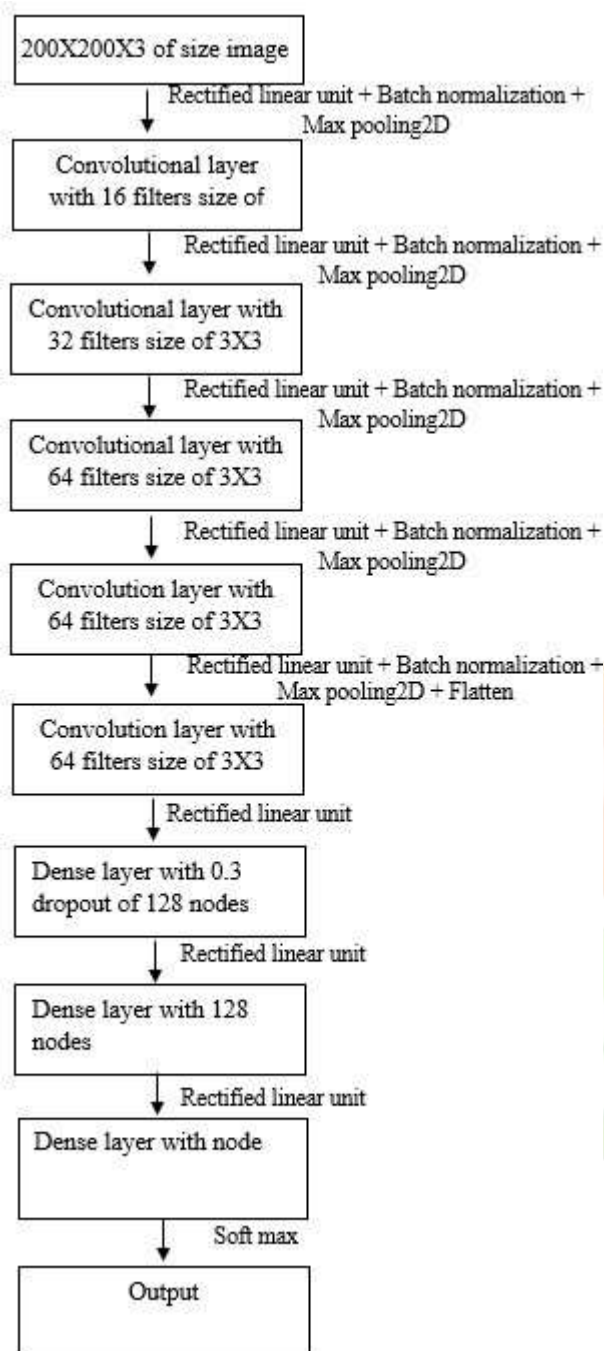 200X200X3 of size image
Rectified linear unit + Batch normalization +
Max pooling2D
Convolutional layer
with 16 filters size of
Rectified linear unit + Batch normalization +
Max pooling2D
Convolutional layer with
32 filters size of 3X3
Rectified linear unit + Batch normalization +
Max pooling2D
Convolutional layer with
64 filters size of 3X3
Rectified linear unit + Batch normalization +
Max pooling2D
Convolution layer with
64 filters size of 3X3
Rectified linear unit + Batch normalization +
Max pooling2D + Flatten
Convolution layer with
64 filters size of 3X3
Rectified linear unit
Dense layer with 0.3
dropout of 128 nodes
Rectified linear unit
Dense layer with 128
nodes
Rectified linear unit
Dense layer with node
Soft max
Output